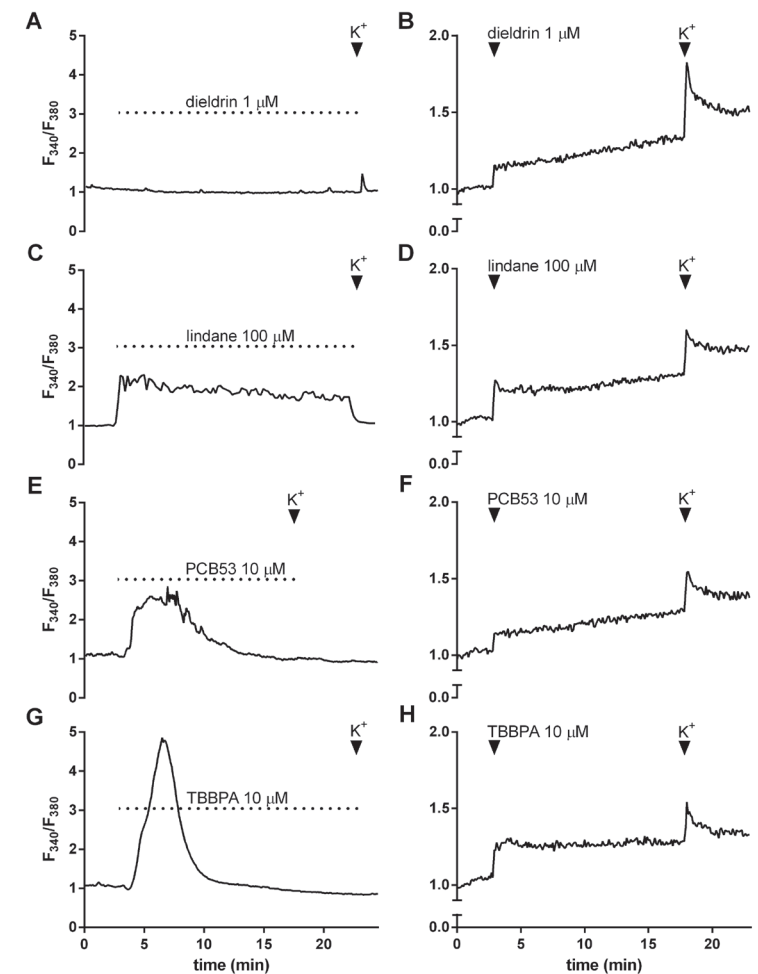 A
K⁺
5
dieldrin 1 μM
4
3
2
1
0
F₃₄₀/F₃₈₀
B
dieldrin 1 μM
K⁺
2.0
1.5
1.0
0.0
C
K⁺
5
lindane 100 μM
4
3
2
1
0
F₃₄₀/F₃₈₀
D
lindane 100 μM
K⁺
2.0
1.5
1.0
0.0
E
K⁺
5
PCB53 10 μM
4
3
2
1
0
F₃₄₀/F₃₈₀
F
PCB53 10 μM
K⁺
2.0
1.5
1.0
0.0
G
K⁺
5
TBBPA 10 μM
4
3
2
1
0
F₃₄₀/F₃₈₀
0 5 10 15 20
time (min)
H
TBBPA 10 μM
K⁺
2.0
1.5
1.0
0.0
0 5 10 15 20
time (min)